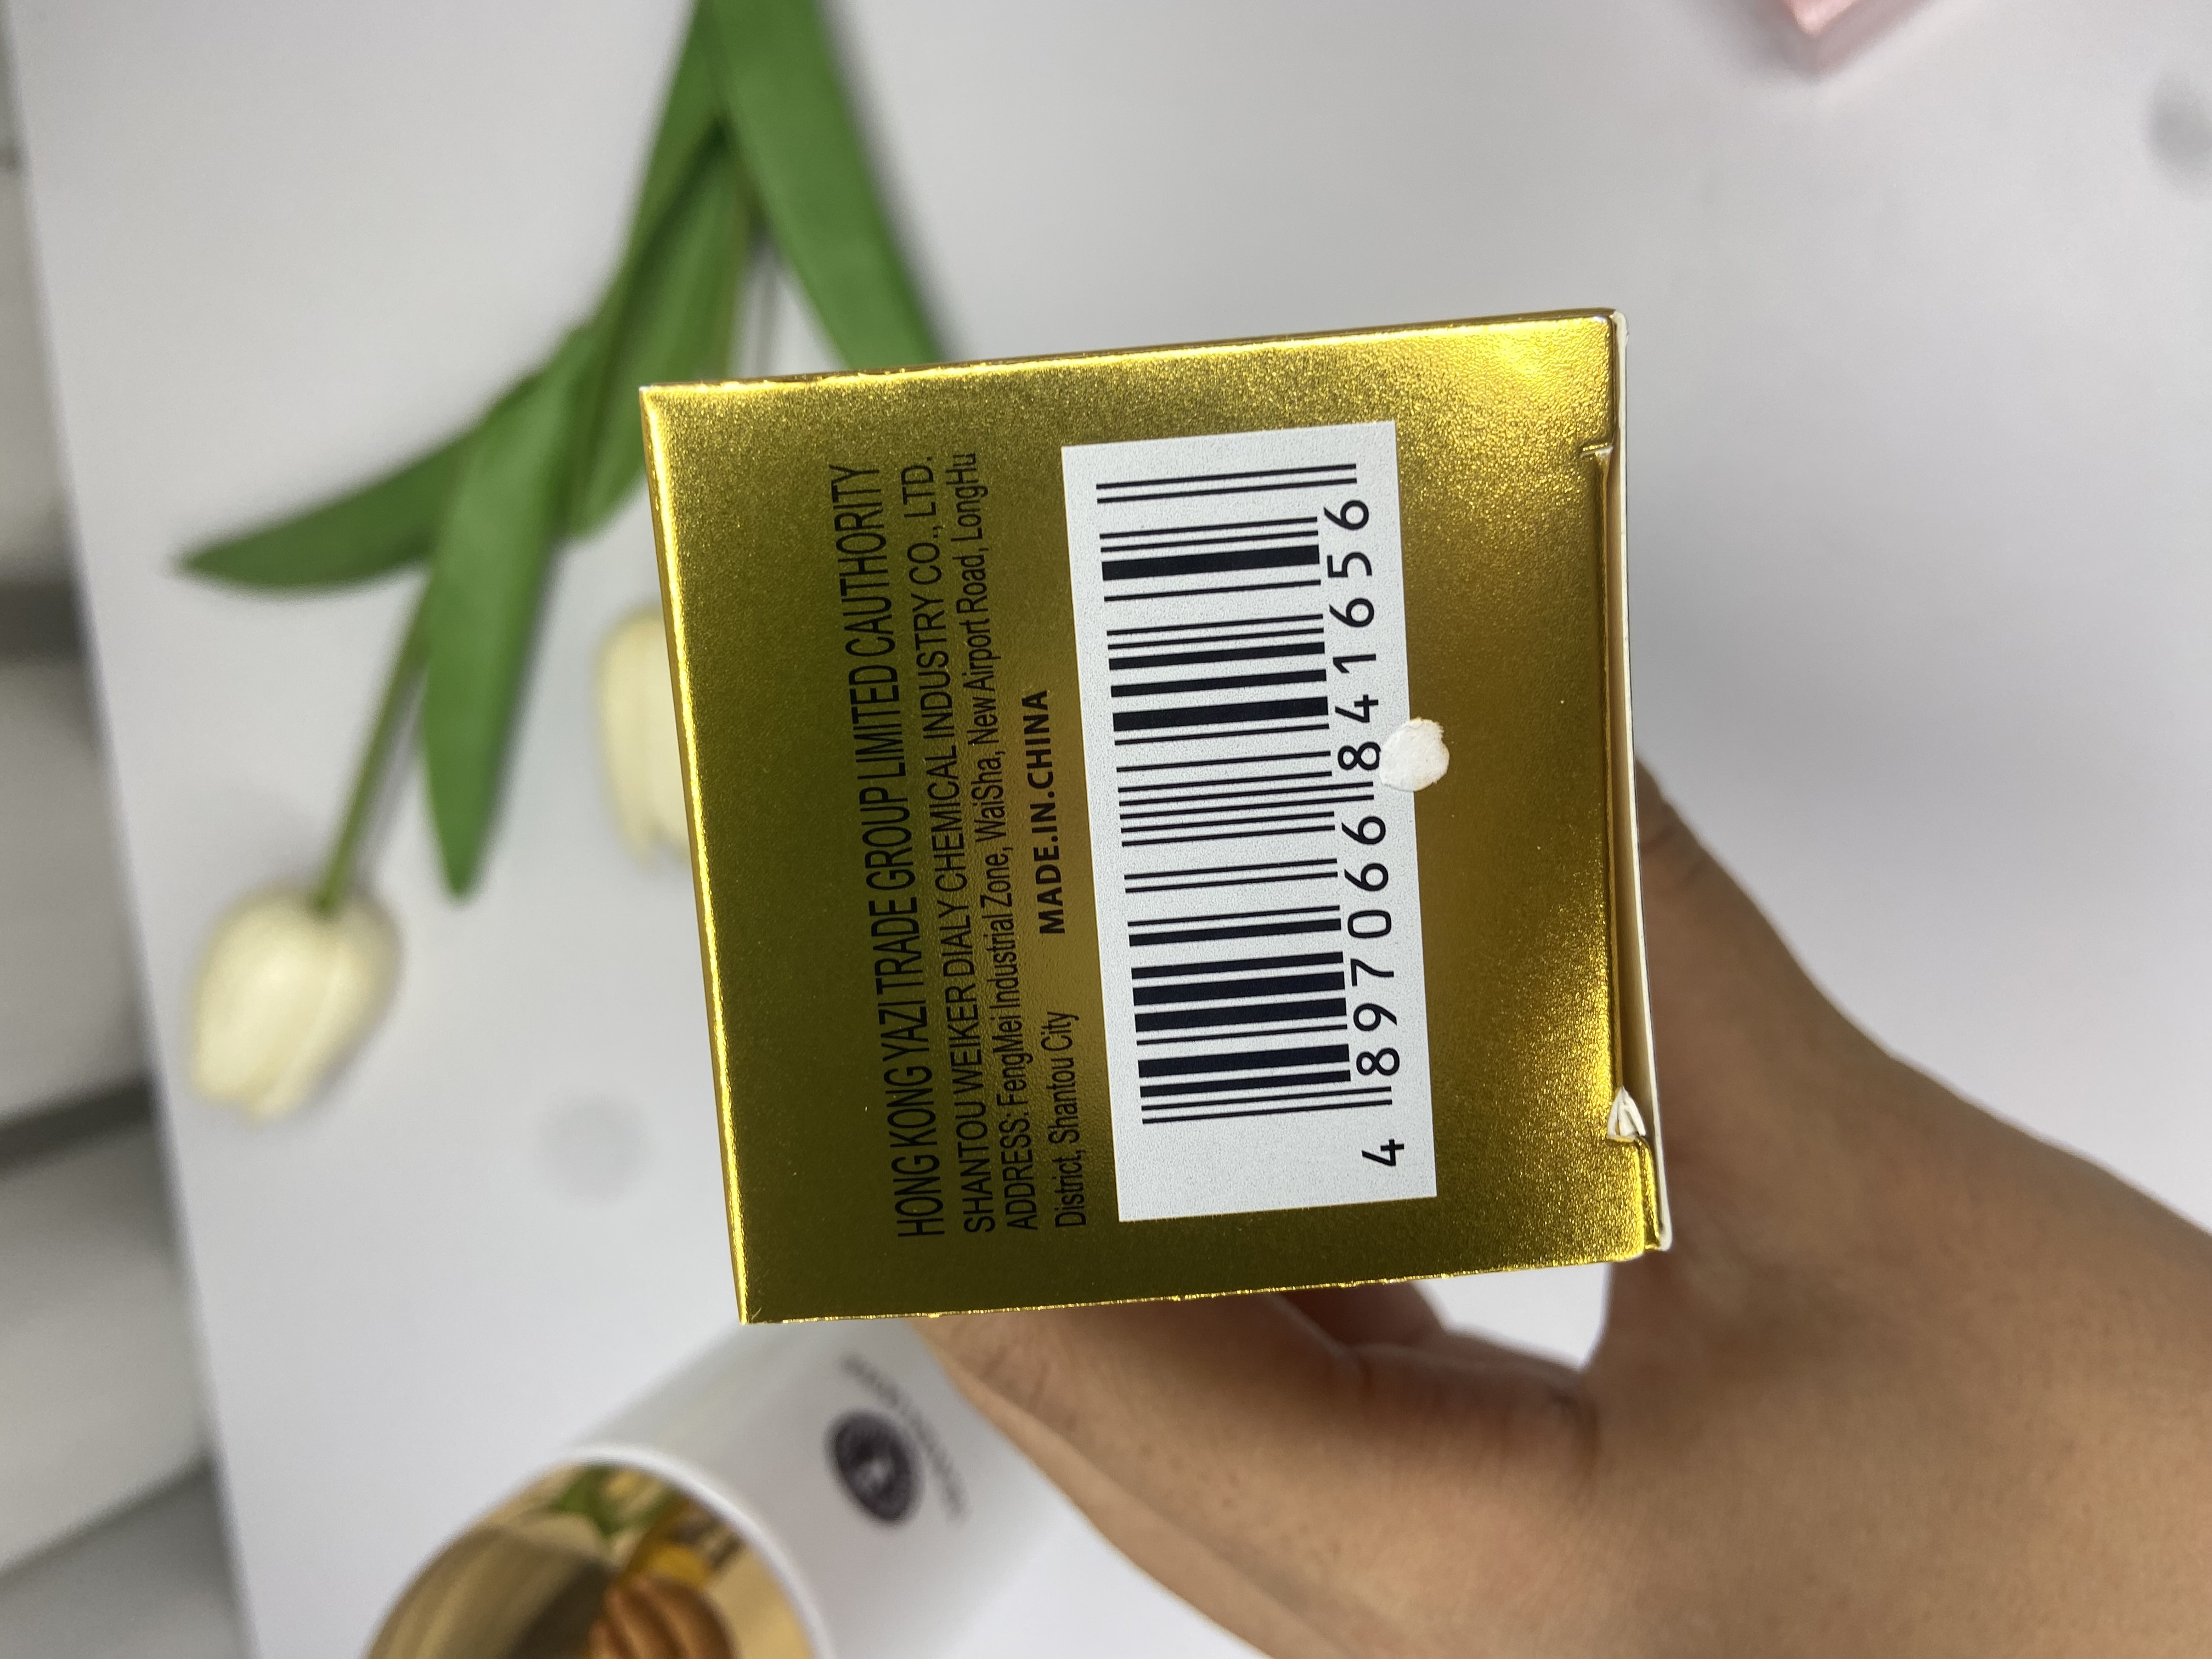 HONG KONG YAZI TRADE GROUP LIMITED CAUTHORITY
SHANTOU WEIKER DIALY CHEMICAL INDUSTRY CO., LTD.
ADDRESS: FengMei Industrial Zone, WaiSha, New Airport Road, LongHu
District, Shantou City MADE.IN.CHINA
4 897066 841656